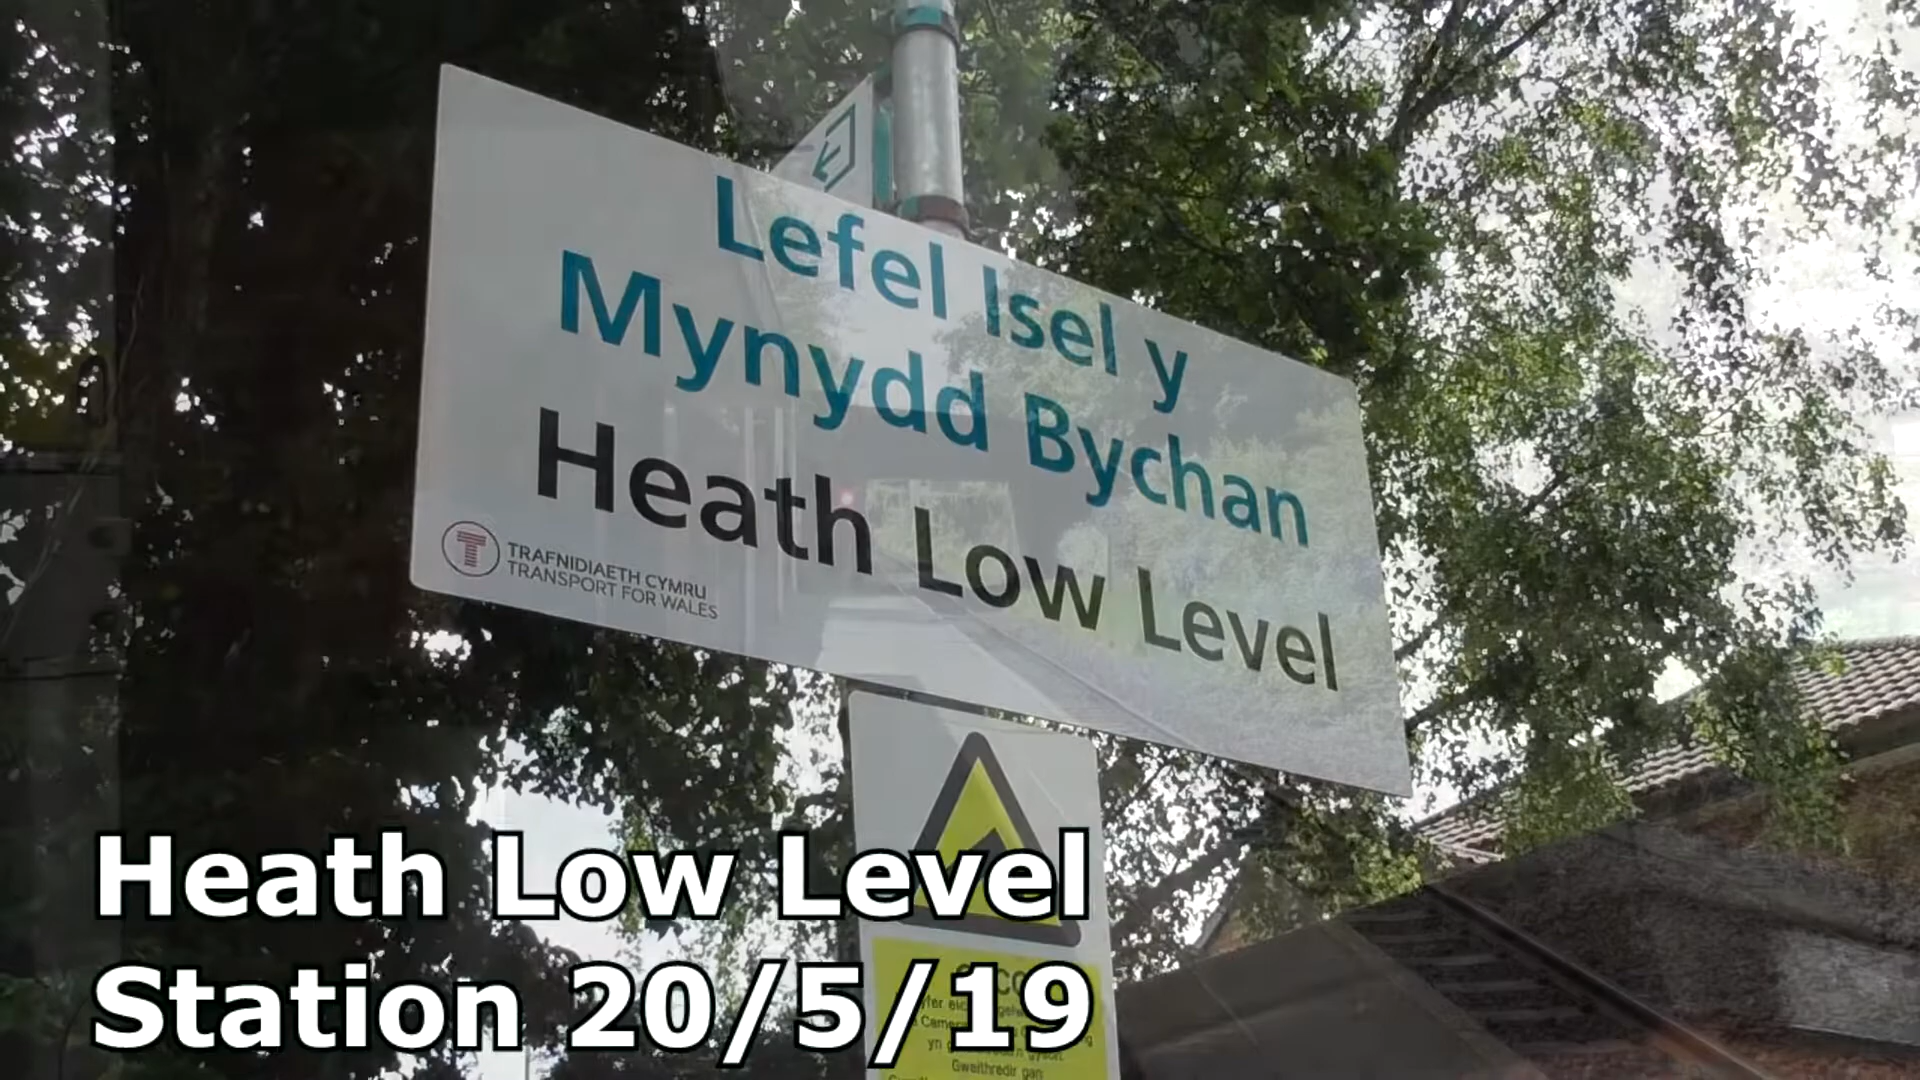 Lefel Isel y
Mynydd Bychan
Heath Low Level
T
TRAFNIDIAETH CYMRU
TRANSPORT FOR WALES
Heath Low Level
Station 20/5/19
Gweithredir gan